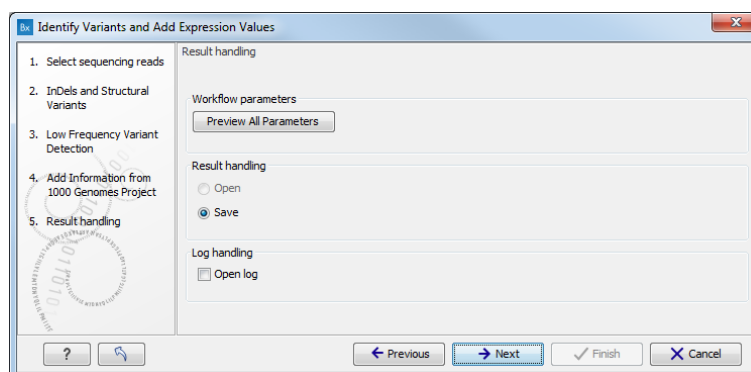 Bx Identify Variants and Add Expression Values
X
1. Select sequencing reads
2. InDels and Structural
Variants
3. Low Frequency Variant
Detection
4. Add Information from
1000 Genomes Project
5. Result handling
Result handling
Workflow parameters
Preview All Parameters
Result handling
Open
Save
Log handling
Open log
?
Previous
Next
Finish
Cancel